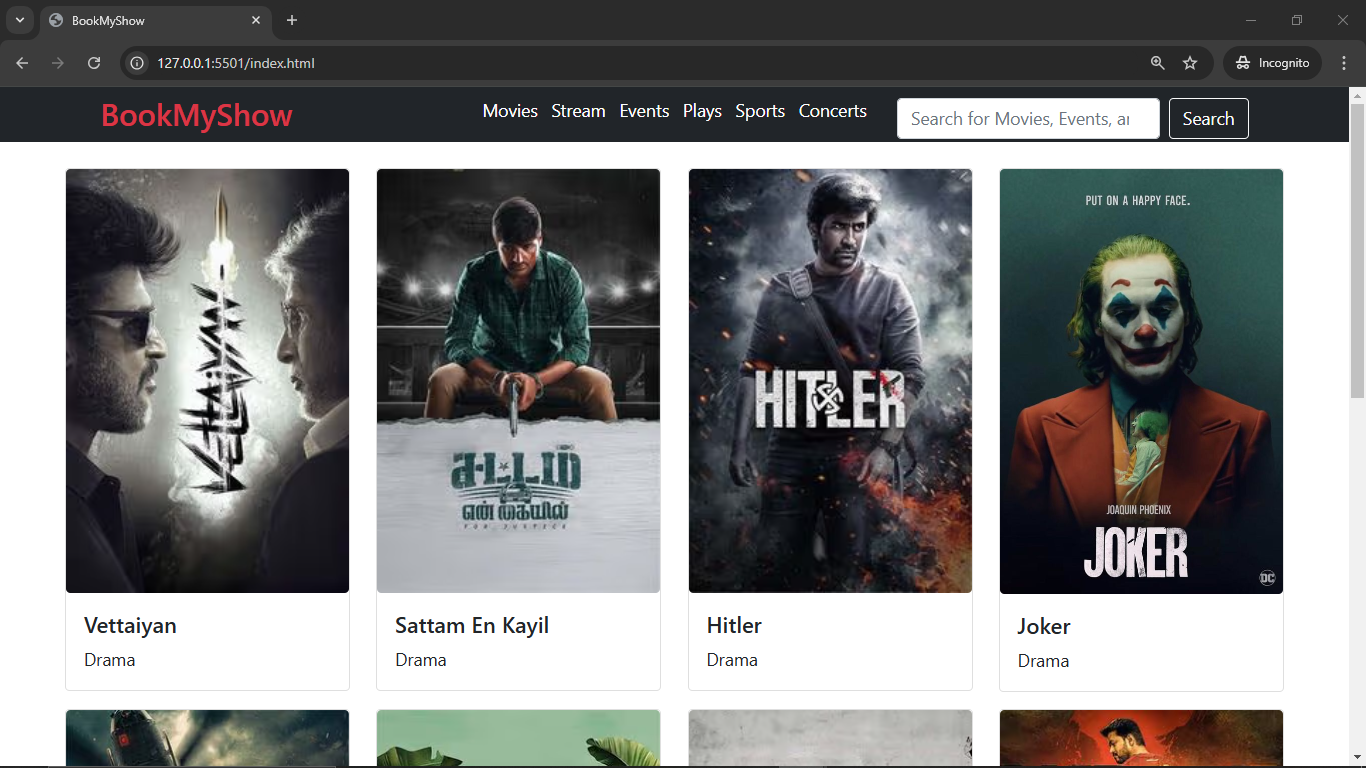 BookMyShow
127.0.0.1:5501/index.html
Incognito
BookMyShow
Movies Stream Events Plays Sports Concerts
Search for Movies, Events, ar
Search
VETTAIYAN
சட்டம்
என் கையில்
FOR JUSTICE
HITLER
PUT ON A HAPPY FACE.
JOAQUIN PHOENIX
JOKER
DC
Vettaiyan
Drama
Sattam En Kayil
Drama
Hitler
Drama
Joker
Drama